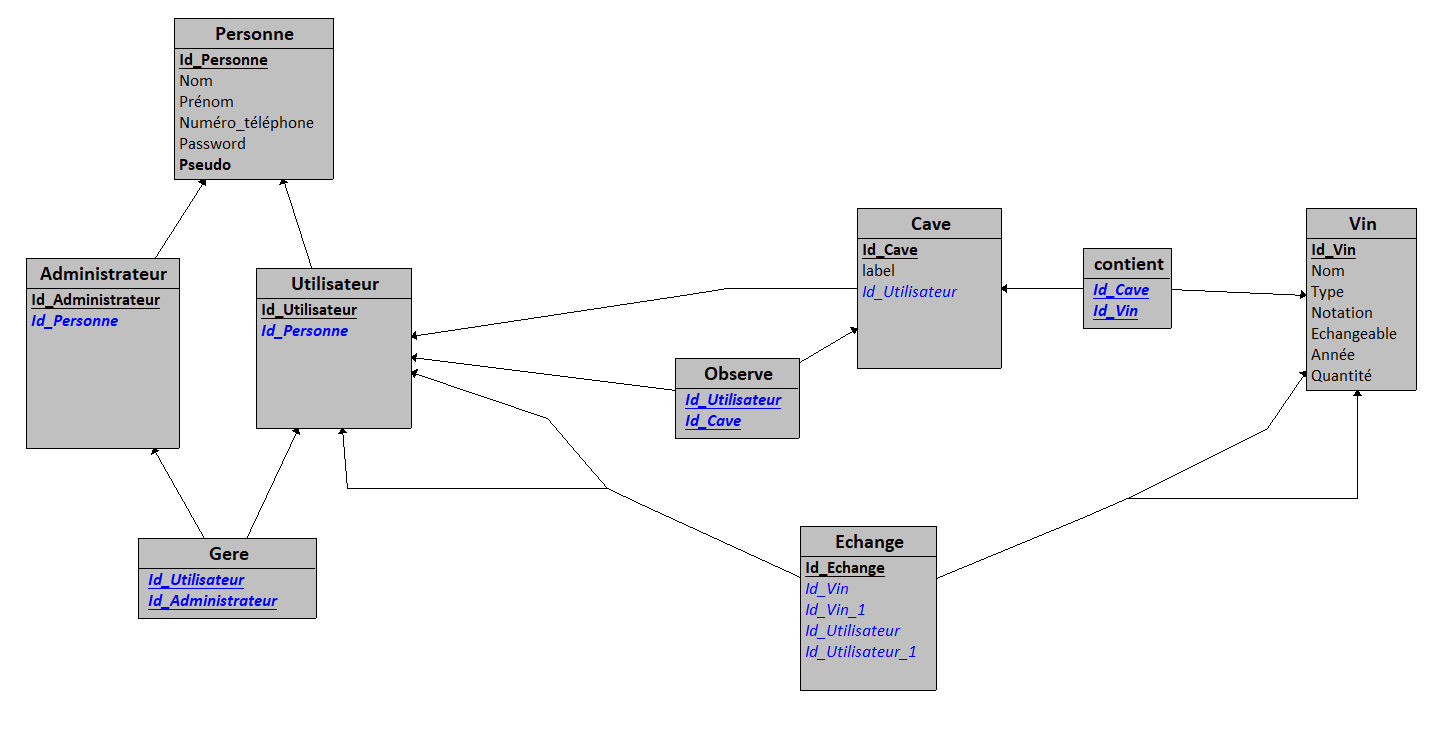 Personne
Id_Personne
Nom
Prénom
Numéro_téléphone
Password
Pseudo
Administrateur
Id_Administrateur
Id_Personne
Utilisateur
Id_Utilisateur
Id_Personne
Cave
Id_Cave
label
Id_Utilisateur
contient
Id_Cave
Id_Vin
Vin
Id_Vin
Nom
Type
Notation
Echangeable
Année
Quantité
Observe
Id_Utilisateur
Id_Cave
Gere
Id_Utilisateur
Id_Administrateur
Echange
Id_Echange
Id_Vin
Id_Vin_1
Id_Utilisateur
Id_Utilisateur_1